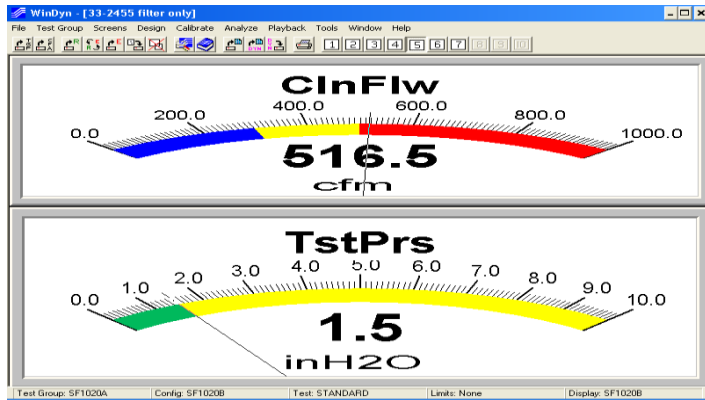 WinDyn - [33-2455 filter only]
File Test Group Screens Design Calibrate Analyze Playback Tools Window Help
1 2 3 4 5 6 7 8 9 10
ClnFlw
0.0 200.0 400.0 600.0 800.0 1000.0
516.5
cfm
TstPrs
0.0 1.0 2.0 3.0 4.0 5.0 6.0 7.0 8.0 9.0 10.0
1.5
inH2O
Test Group: SF1020A Config: SF1020B Test: STANDARD Limits: None Display: SF1020B